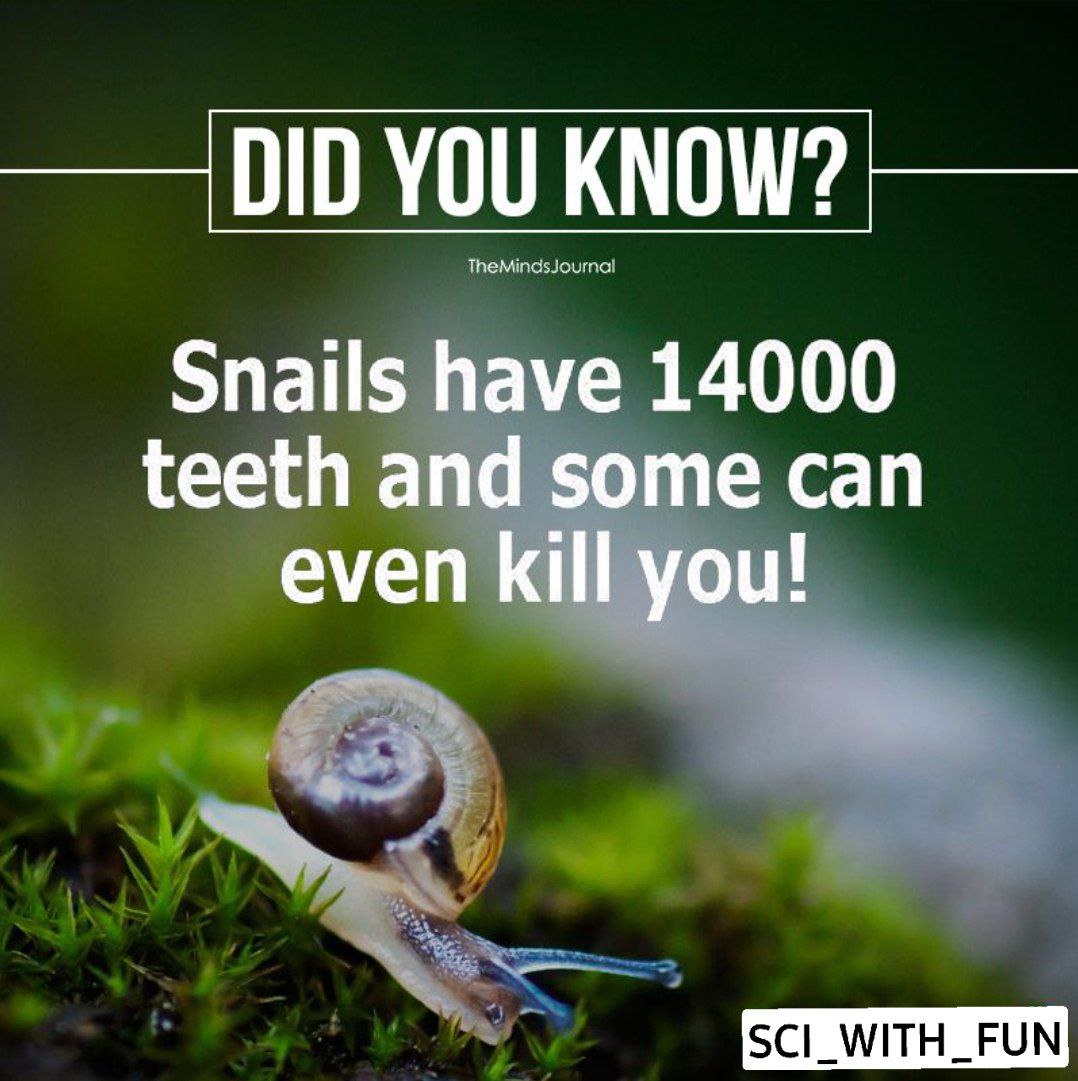 DID YOU KNOW?
TheMindsJournal
Snails have 14000
teeth and some can
even kill you!
SCI_WITH_FUN